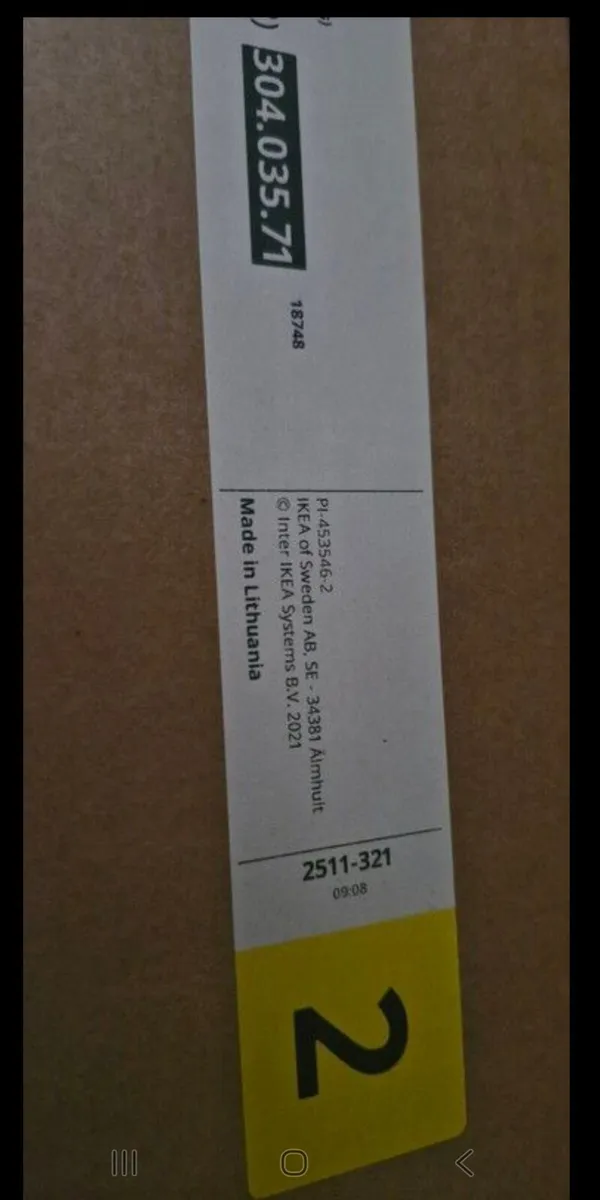 304.035.71
18748
PI-453546-2
IKEA of Sweden AB, SE - 34381 Älmhult
© Inter IKEA Systems B.V. 2021
Made in Lithuania
2511-321
09:08
2